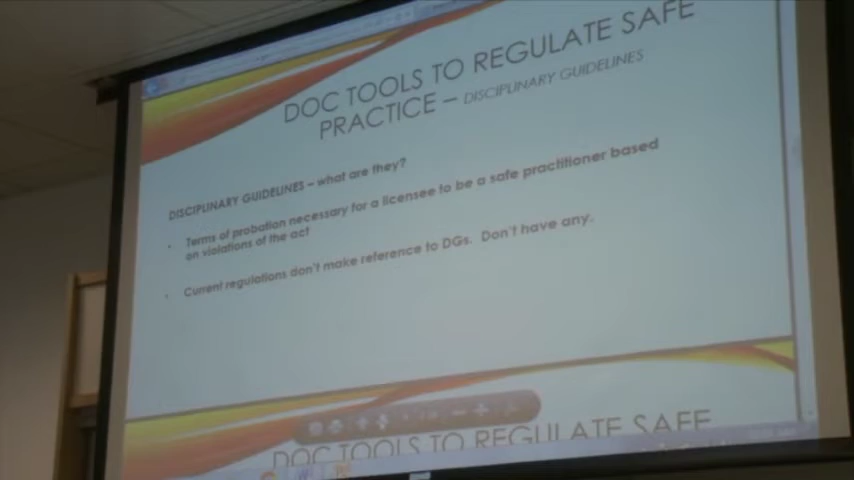 DOC TOOLS TO REGULATE SAFE
PRACTICE – DISCIPLINARY GUIDELINES
DISCIPLINARY GUIDELINES – what are they?
• Terms of probation necessary for a licensee to be a safe practitioner based
on violations of the act
• Current regulations don't make reference to DGs. Don't have any.
DOC TOOLS TO REGULATE SAFE